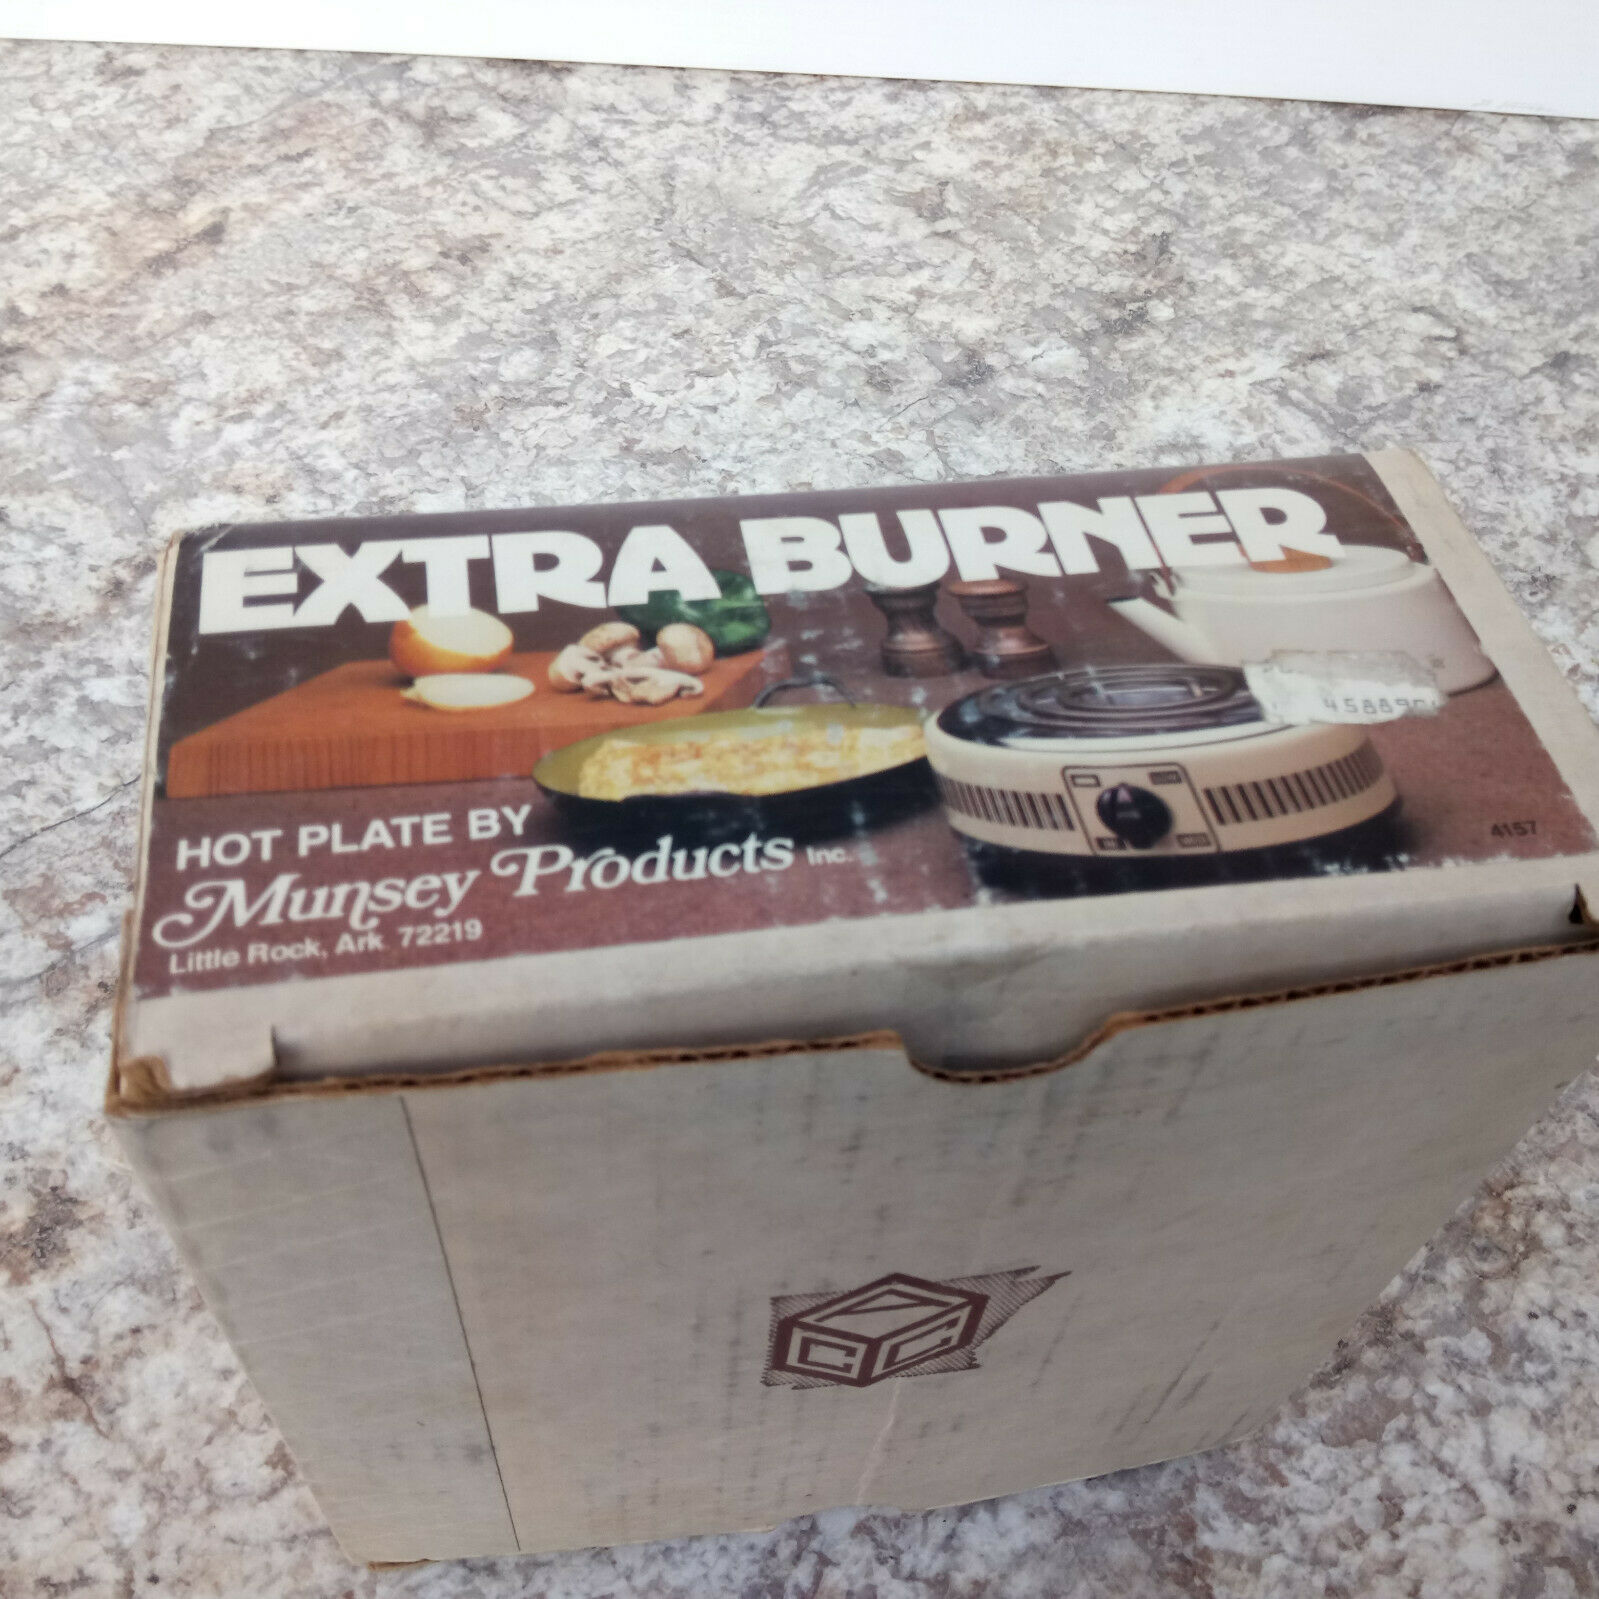 EXTRA BURNER
HOT PLATE BY
Munsey Products Inc.
Little Rock, Ark. 72219
4157